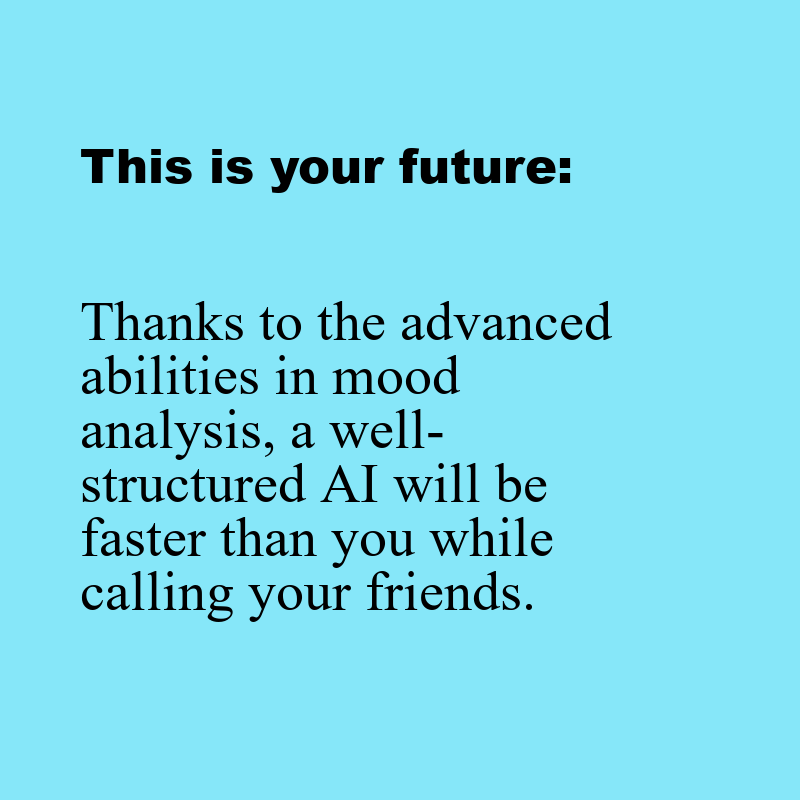 This is your future:
Thanks to the advanced
abilities in mood
analysis, a well-
structured AI will be
faster than you while
calling your friends.